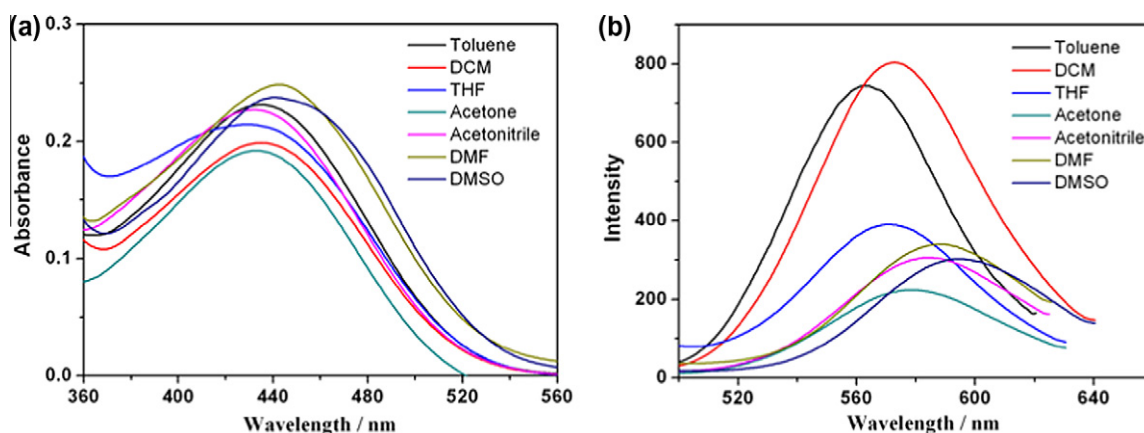 (a)
0.3
0.2
0.1
0.0
Absorbance
360 400 440 480 520 560
Wavelength / nm
Toluene
DCM
THF
Acetone
Acetonitrile
DMF
DMSO
(b)
800
600
400
200
0
Intensity
520 560 600 640
Wavelength / nm
Toluene
DCM
THF
Acetone
Acetonitrile
DMF
DMSO